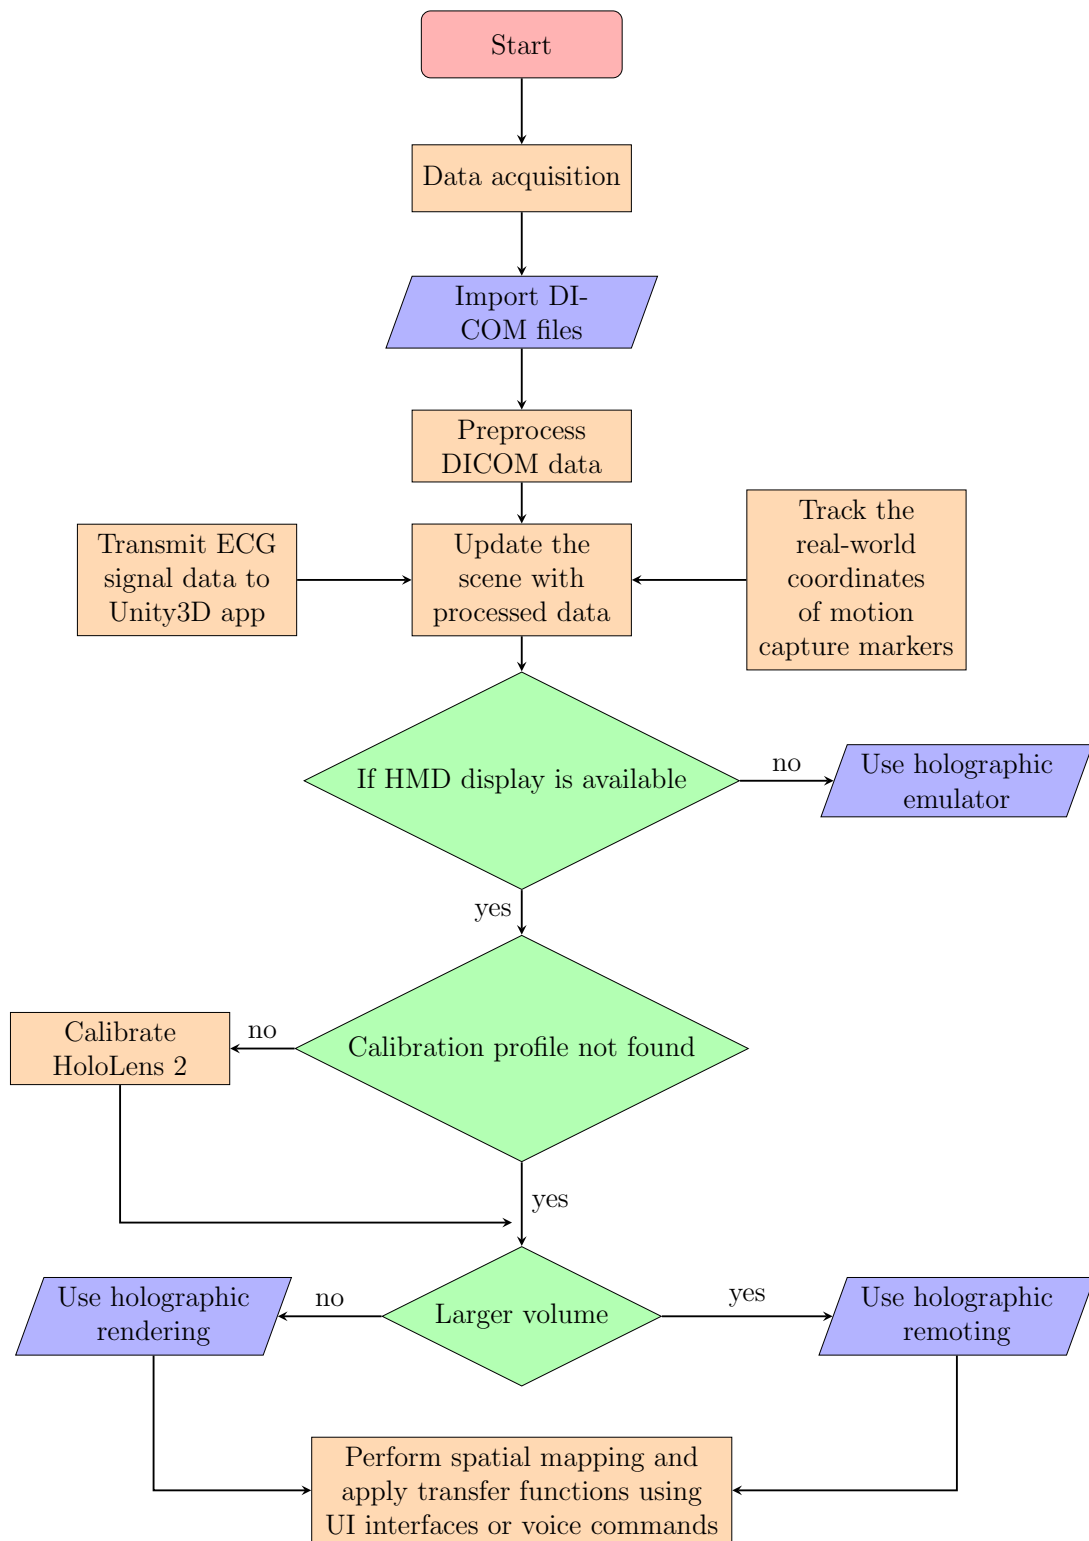 Start
Data acquisition
Import DI-
COM files
Preprocess
DICOM data
Transmit ECG
signal data to
Unity3D app
Update the
scene with
processed data
Track the
real-world
coordinates
of motion
capture markers
If HMD display is available
no
Use holographic
emulator
yes
Calibrate
HoloLens 2
no
Calibration profile not found
yes
Use holographic
rendering
no
Larger volume
yes
Use holographic
remoting
Perform spatial mapping and
apply transfer functions using
UI interfaces or voice commands